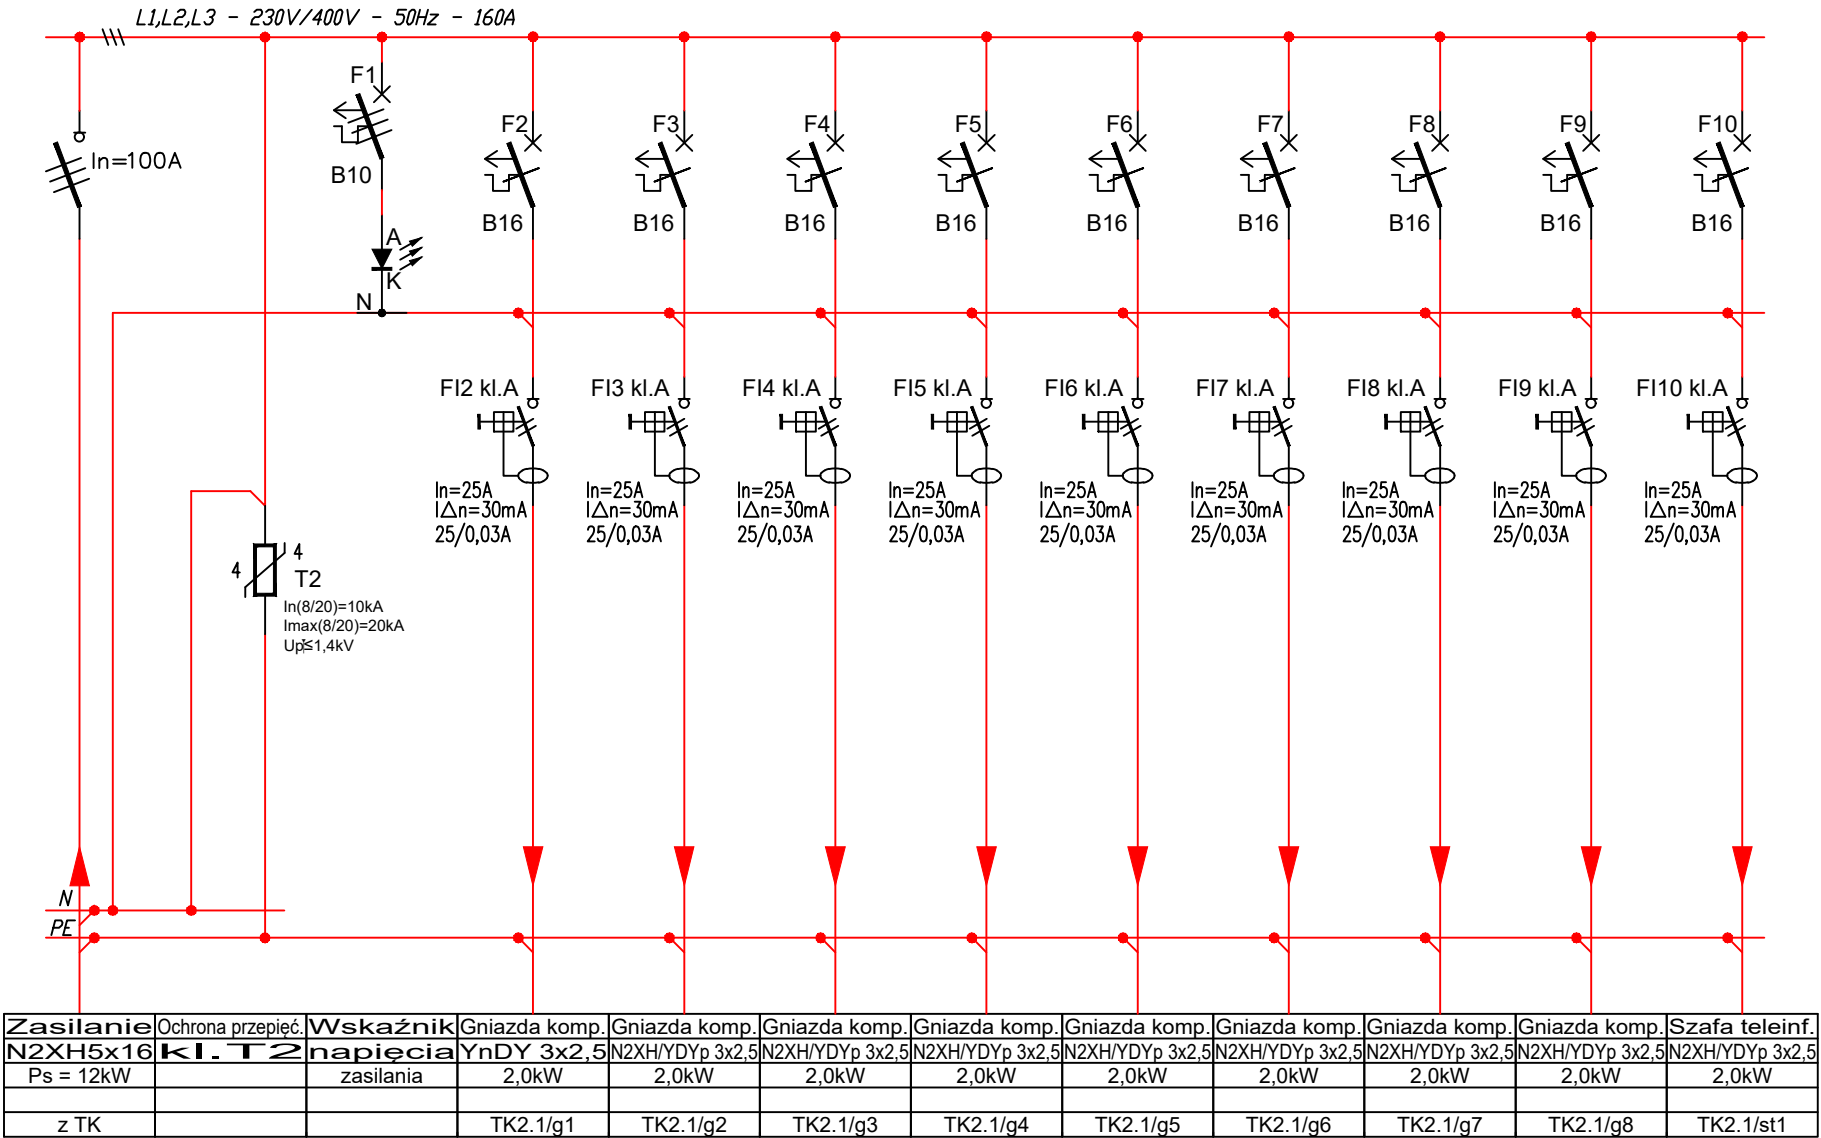 L1,L2,L3 - 230V/400V - 50Hz - 160A
F1
F2 F3 F4 F5 F6 F7 F8 F9 F10
In=100A
B10
B16 B16 B16 B16 B16 B16 B16 B16 B16
A
K
N
FI2 kl.A FI3 kl.A FI4 kl.A FI5 kl.A FI6 kl.A FI7 kl.A FI8 kl.A FI9 kl.A FI10 kl.A
In=25A In=25A In=25A In=25A In=25A In=25A In=25A In=25A In=25A
I△n=30mA I△n=30mA I△n=30mA I△n=30mA I△n=30mA I△n=30mA I△n=30mA I△n=30mA I△n=30mA
25/0,03A 25/0,03A 25/0,03A 25/0,03A 25/0,03A 25/0,03A 25/0,03A 25/0,03A 25/0,03A
4
4
T2
In(8/20)=10kA
Imax(8/20)=20kA
Up≤1,4kV
N
PE
Zasilanie Ochrona przepięć. Wskaźnik Gniazda komp. Gniazda komp. Gniazda komp. Gniazda komp. Gniazda komp. Gniazda komp. Gniazda komp. Gniazda komp. Szafa teleinf.
N2XH5x16 kl. T2 napięcia YnDY 3x2,5 N2XH/YDYp 3x2,5 N2XH/YDYp 3x2,5 N2XH/YDYp 3x2,5 N2XH/YDYp 3x2,5 N2XH/YDYp 3x2,5 N2XH/YDYp 3x2,5 N2XH/YDYp 3x2,5 N2XH/YDYp 3x2,5
Ps = 12kW zasilania 2,0kW 2,0kW 2,0kW 2,0kW 2,0kW 2,0kW 2,0kW 2,0kW 2,0kW
z TK TK2.1/g1 TK2.1/g2 TK2.1/g3 TK2.1/g4 TK2.1/g5 TK2.1/g6 TK2.1/g7 TK2.1/g8 TK2.1/st1